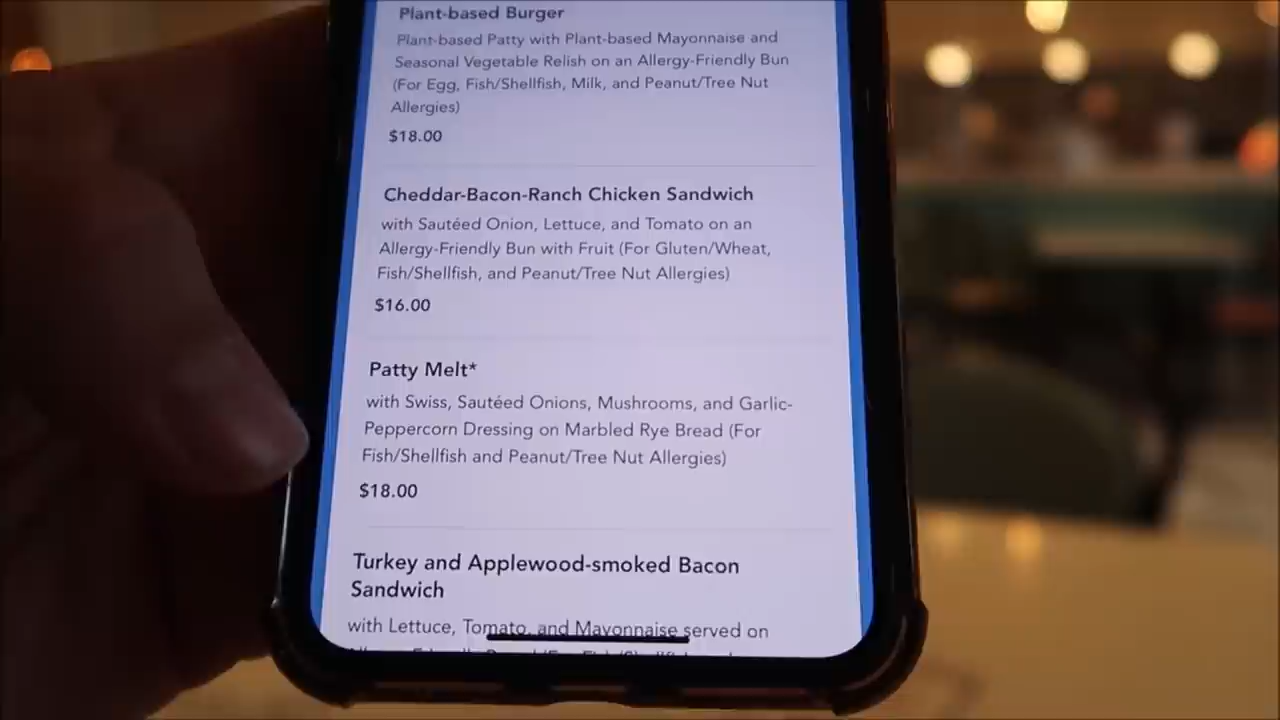 Plant-based Burger
Plant-based Patty with Plant-based Mayonnaise and
Seasonal Vegetable Relish on an Allergy-Friendly Bun
(For Egg, Fish/Shellfish, Milk, and Peanut/Tree Nut
Allergies)
$18.00
Cheddar-Bacon-Ranch Chicken Sandwich
with Sautéed Onion, Lettuce, and Tomato on an
Allergy-Friendly Bun with Fruit (For Gluten/Wheat,
Fish/Shellfish, and Peanut/Tree Nut Allergies)
$16.00
Patty Melt*
with Swiss, Sautéed Onions, Mushrooms, and Garlic-
Peppercorn Dressing on Marbled Rye Bread (For
Fish/Shellfish and Peanut/Tree Nut Allergies)
$18.00
Turkey and Applewood-smoked Bacon
Sandwich
with Lettuce, Tomato, and Mayonnaise served on